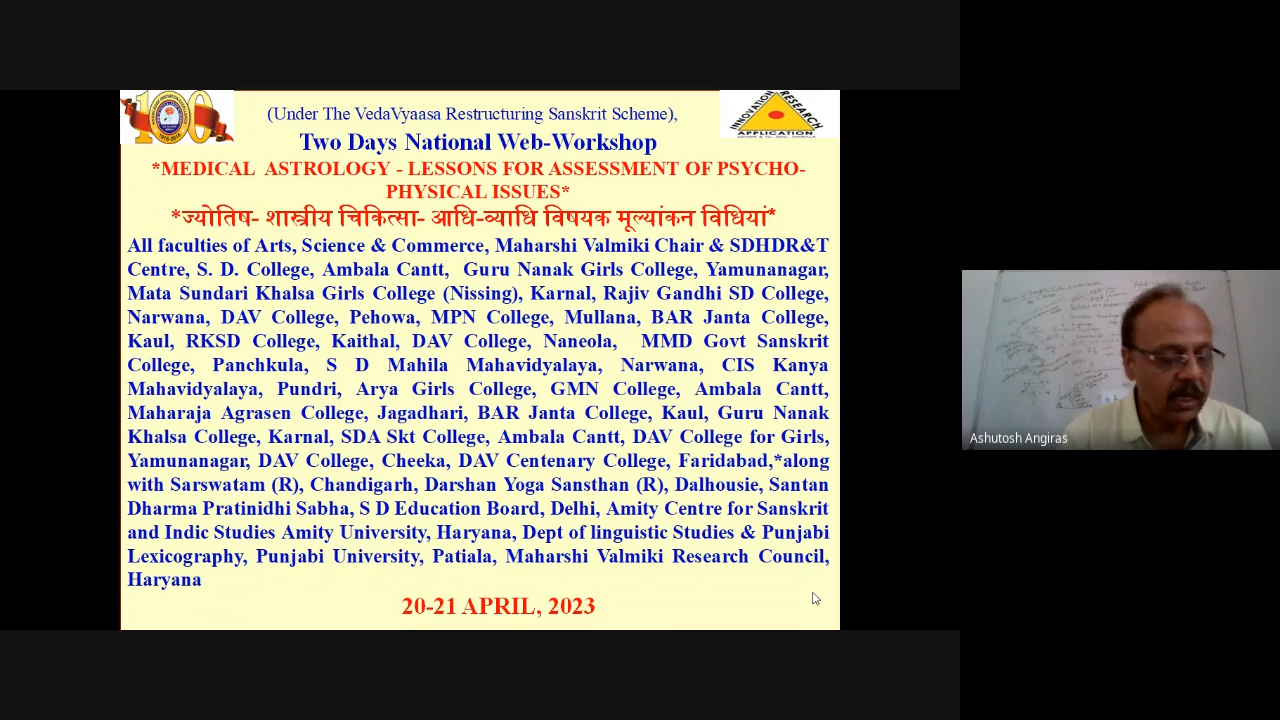 100
INNOVATION RESEARCH
APPLICATION
(Under The VedaVyaasa Restructuring Sanskrit Scheme),
Two Days National Web-Workshop
*MEDICAL ASTROLOGY - LESSONS FOR ASSESSMENT OF PSYCHO-
PHYSICAL ISSUES*
*ज्योतिष- शास्त्रीय चिकित्सा- आधि-व्याधि विषयक मूल्यांकन विधियां*
All faculties of Arts, Science & Commerce, Maharshi Valmiki Chair & SDHDR&T
Centre, S. D. College, Ambala Cantt, Guru Nanak Girls College, Yamunanagar,
Mata Sundari Khalsa Girls College (Nissing), Karnal, Rajiv Gandhi SD College,
Narwana, DAV College, Pehowa, MPN College, Mullana, BAR Janta College,
Kaul, RKSD College, Kaithal, DAV College, Naneola, MMD Govt Sanskrit
College, Panchkula, S D Mahila Mahavidyalaya, Narwana, CIS Kanya
Mahavidyalaya, Pundri, Arya Girls College, GMN College, Ambala Cantt,
Maharaja Agrasen College, Jagadhari, BAR Janta College, Kaul, Guru Nanak
Khalsa College, Karnal, SDA Skt College, Ambala Cantt, DAV College for Girls,
Yamunanagar, DAV College, Cheeka, DAV Centenary College, Faridabad,*along
with Sarswatam (R), Chandigarh, Darshan Yoga Sansthan (R), Dalhousie, Santan
Dharma Pratinidhi Sabha, S D Education Board, Delhi, Amity Centre for Sanskrit
and Indic Studies Amity University, Haryana, Dept of linguistic Studies & Punjabi
Lexicography, Punjabi University, Patiala, Maharshi Valmiki Research Council,
Haryana
20-21 APRIL, 2023
Ashutosh Angiras